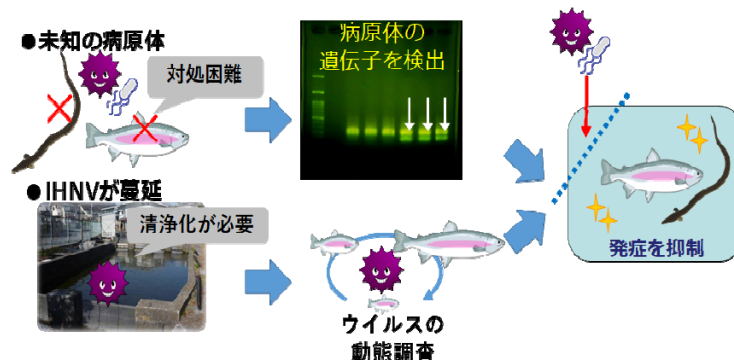 ●未知の病原体
対処困難
病原体の
遺伝子を検出
●IHNVが蔓延
清浄化が必要
ウイルスの
動態調査
発症を抑制